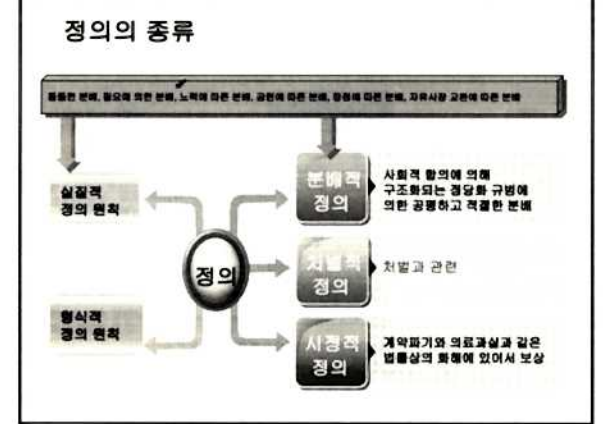 정의의 종류
동등한 분배, 필요에 의한 분배, 노력에 따른 분배, 공헌에 따른 분배, 장점에 따른 분배, 자유시장 교환에 따른 분배
실질적
정의 원칙
형식적
정의 원칙
정의
분배적
정의
사회적 합의에 의해
구조화되는 정당화 규범에
의한 공평하고 적절한 분배
처벌적
정의
처벌과 관련
시정적
정의
계약파기와 의료과실과 같은
법률상의 화해에 있어서 보상